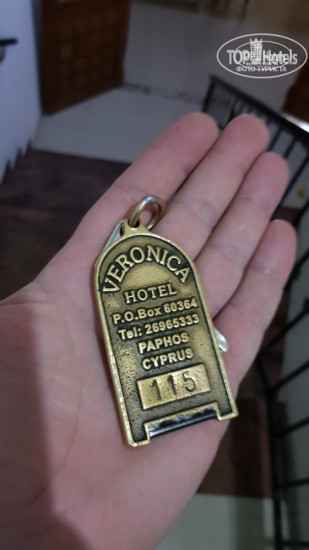 TOP Hotels
ФОТО ТУРИСТА
VERONICA
HOTEL
P.O.Box 60364
Tel: 26965333
PAPHOS
CYPRUS
115